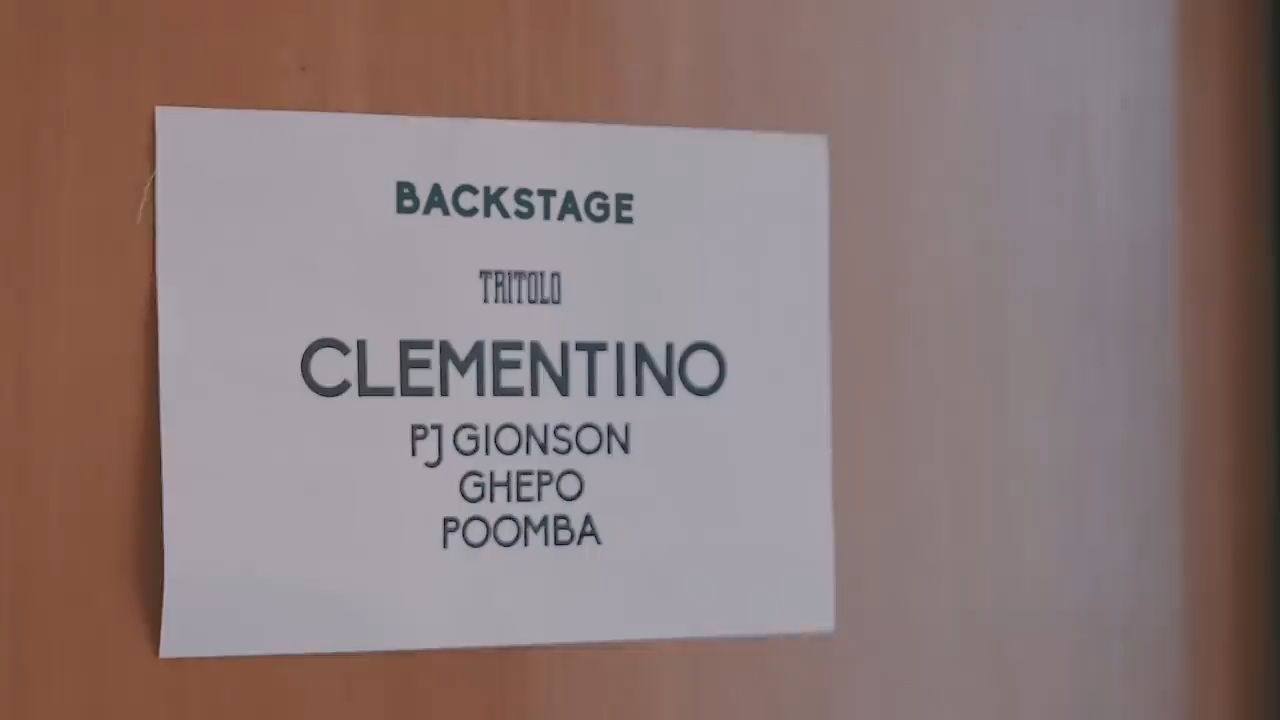 BACKSTAGE
TRITOLO
CLEMENTINO
PJ GIONSON
GHEPO
POOMBA